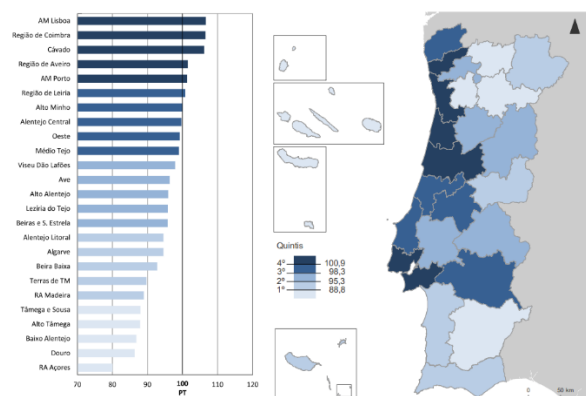 AM Lisboa
Região de Coimbra
Cávado
Região de Aveiro
AM Porto
Região de Leiria
Alto Minho
Alentejo Central
Oeste
Médio Tejo
Viseu Dão Lafões
Ave
Alto Alentejo
Lezíria do Tejo
Beiras e S. Estrela
Alentejo Litoral
Algarve
Beira Baixa
Terras de TM
RA Madeira
Tâmega e Sousa
Alto Tâmega
Baixo Alentejo
Douro
RA Açores
70 80 90 100 110 120
PT
Quintis
4º 100,9
3º 98,3
2º 95,3
1º 88,8
0 50 km